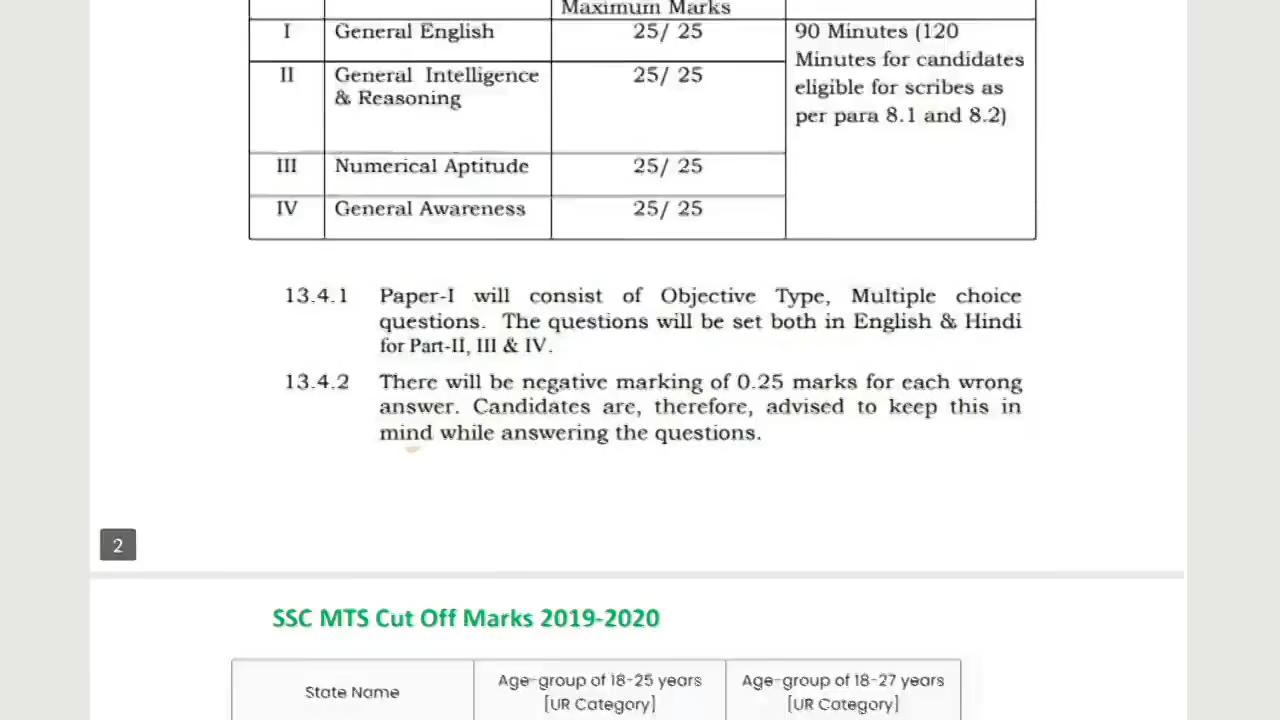 Maximum Marks
I General English 25/ 25 90 Minutes (120
Minutes for candidates
eligible for scribes as
per para 8.1 and 8.2)
II General Intelligence 25/ 25
& Reasoning
III Numerical Aptitude 25/ 25
IV General Awareness 25/ 25
13.4.1 Paper-I will consist of Objective Type, Multiple choice
questions. The questions will be set both in English & Hindi
for Part-II, III & IV.
13.4.2 There will be negative marking of 0.25 marks for each wrong
answer. Candidates are, therefore, advised to keep this in
mind while answering the questions.
2
SSC MTS Cut Off Marks 2019-2020
State Name
Age-group of 18-25 years
[UR Category]
Age-group of 18-27 years
[UR Category]